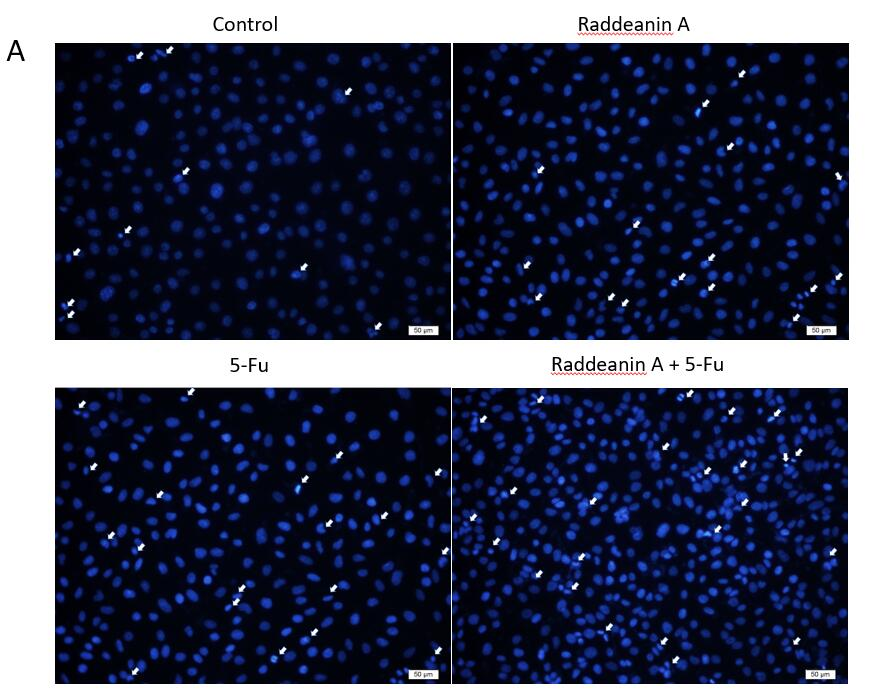 Control
Raddeanin A
A
50 μm
50 μm
5-Fu
Raddeanin A + 5-Fu
50 μm
50 μm